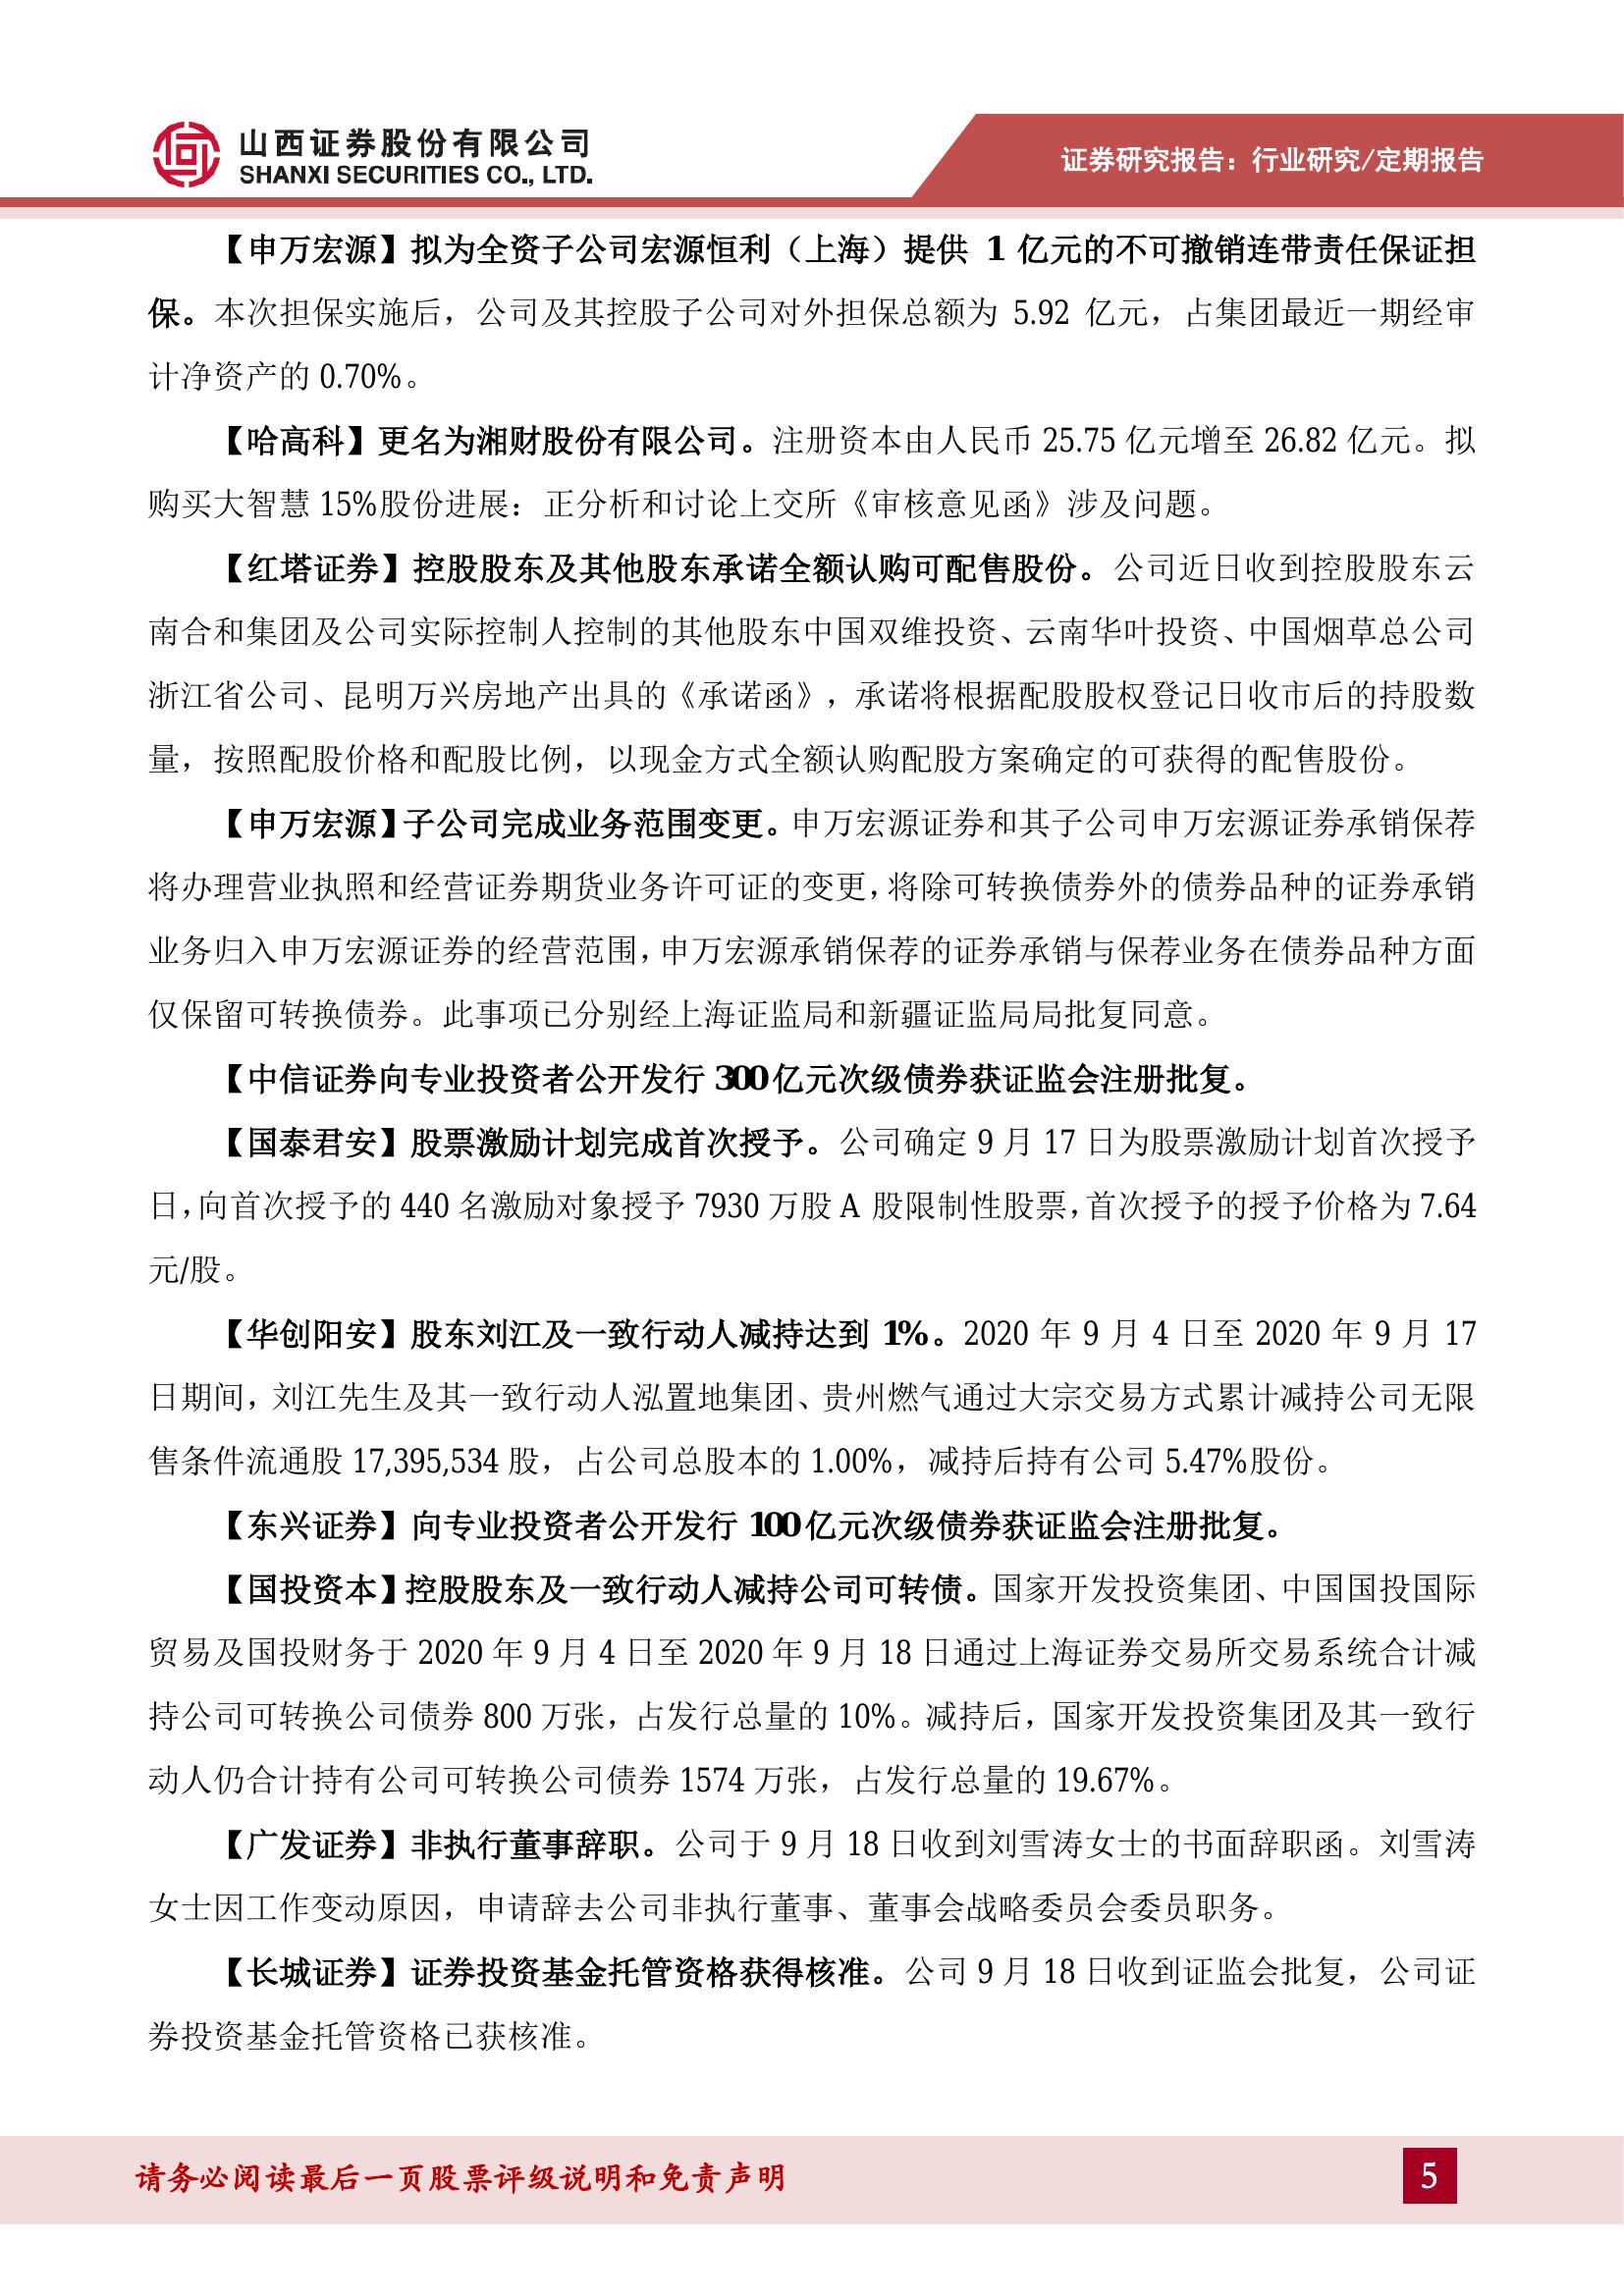 山西证券股份有限公司
SHANXI SECURITIES CO., LTD.
证券研究报告：行业研究/定期报告
【申万宏源】拟为全资子公司宏源恒利（上海）提供 1 亿元的不可撤销连带责任保证担
保。本次担保实施后，公司及其控股子公司对外担保总额为 5.92 亿元，占集团最近一期经审
计净资产的 0.70%。
【哈高科】更名为湘财股份有限公司。注册资本由人民币 25.75 亿元增至 26.82 亿元。拟
购买大智慧 15%股份进展：正分析和讨论上交所《审核意见函》涉及问题。
【红塔证券】控股股东及其他股东承诺全额认购可配售股份。公司近日收到控股股东云
南合和集团及公司实际控制人控制的其他股东中国双维投资、云南华叶投资、中国烟草总公司
浙江省公司、昆明万兴房地产出具的《承诺函》，承诺将根据配股股权登记日收市后的持股数
量，按照配股价格和配股比例，以现金方式全额认购配股方案确定的可获得的配售股份。
【申万宏源】子公司完成业务范围变更。申万宏源证券和其子公司申万宏源证券承销保荐
将办理营业执照和经营证券期货业务许可证的变更，将除可转换债券外的债券品种的证券承销
业务归入申万宏源证券的经营范围，申万宏源承销保荐的证券承销与保荐业务在债券品种方面
仅保留可转换债券。此事项已分别经上海证监局和新疆证监局局批复同意。
【中信证券向专业投资者公开发行 300 亿元次级债券获证监会注册批复。
【国泰君安】股票激励计划完成首次授予。公司确定 9 月 17 日为股票激励计划首次授予
日，向首次授予的 440 名激励对象授予 7930 万股 A 股限制性股票，首次授予的授予价格为 7.64
元/股。
【华创阳安】股东刘江及一致行动人减持达到 1%。2020 年 9 月 4 日至 2020 年 9 月 17
日期间，刘江先生及其一致行动人泓置地集团、贵州燃气通过大宗交易方式累计减持公司无限
售条件流通股 17,395,534 股，占公司总股本的 1.00%，减持后持有公司 5.47%股份。
【东兴证券】向专业投资者公开发行 100 亿元次级债券获证监会注册批复。
【国投资本】控股股东及一致行动人减持公司可转债。国家开发投资集团、中国国投国际
贸易及国投财务于 2020 年 9 月 4 日至 2020 年 9 月 18 日通过上海证券交易所交易系统合计减
持公司可转换公司债券 800 万张，占发行总量的 10%。减持后，国家开发投资集团及其一致行
动人仍合计持有公司可转换公司债券 1574 万张，占发行总量的 19.67%。
【广发证券】非执行董事辞职。公司于 9 月 18 日收到刘雪涛女士的书面辞职函。刘雪涛
女士因工作变动原因，申请辞去公司非执行董事、董事会战略委员会委员职务。
【长城证券】证券投资基金托管资格获得核准。公司 9 月 18 日收到证监会批复，公司证
券投资基金托管资格已获核准。
请务必阅读最后一页股票评级说明和免责声明
5